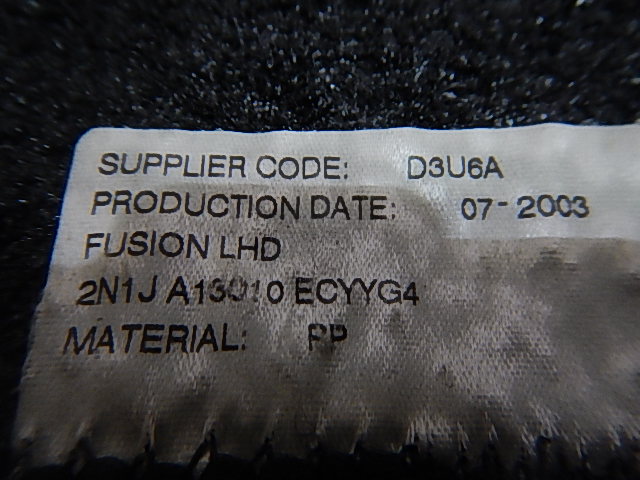 SUPPLIER CODE: D3U6A
PRODUCTION DATE: 07-2003
FUSION LHD
2N1J ECYYG4
MATERIAL: PP